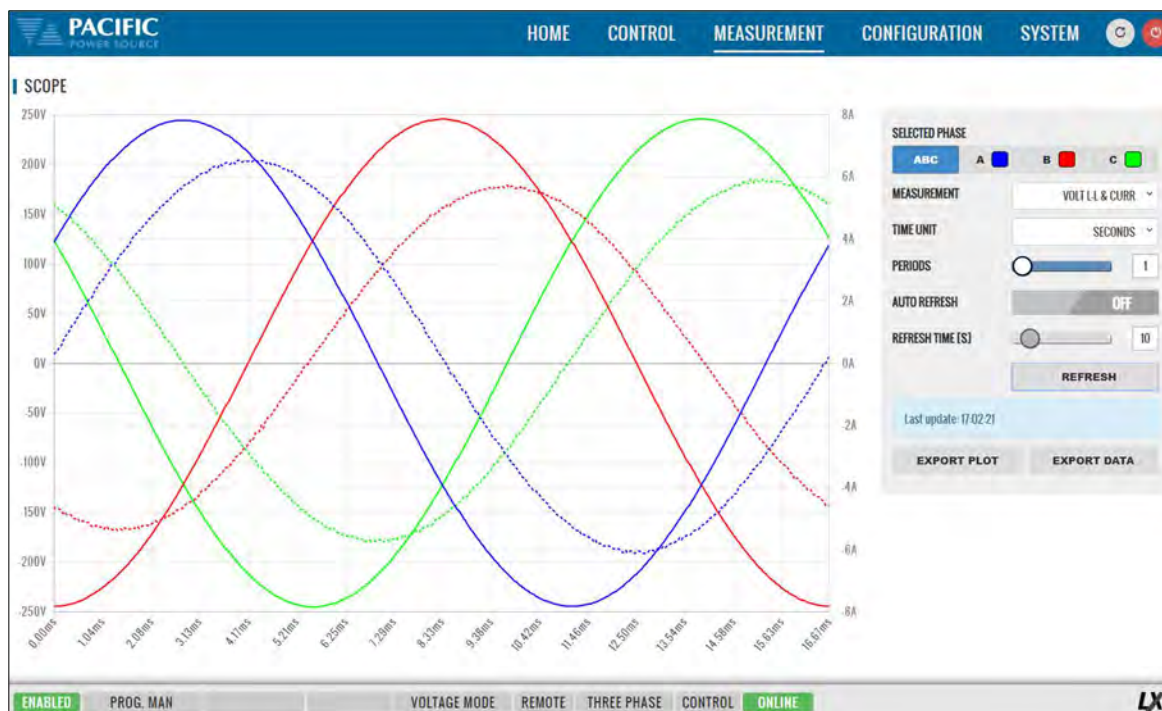 PACIFIC
POWER SOURCE
HOME CONTROL MEASUREMENT CONFIGURATION SYSTEM
SCOPE
250V
200V
150V
100V
50V
0V
-50V
-100V
-150V
-200V
-250V
8A
6A
4A
2A
0A
-2A
-4A
-6A
-8A
0.00ms
1.04ms
2.08ms
3.13ms
4.17ms
5.21ms
6.25ms
7.29ms
8.33ms
9.38ms
10.42ms
11.46ms
12.50ms
13.54ms
14.58ms
15.63ms
16.67ms
SELECTED PHASE
ABC A B C
MEASUREMENT VOLT L-L & CURR
TIME UNIT SECONDS
PERIODS 1
AUTO REFRESH OFF
REFRESH TIME [S] 10
REFRESH
Last update: 17-02-21
EXPORT PLOT EXPORT DATA
ENABLED PROG. MAN VOLTAGE MODE REMOTE THREE PHASE CONTROL ONLINE LX